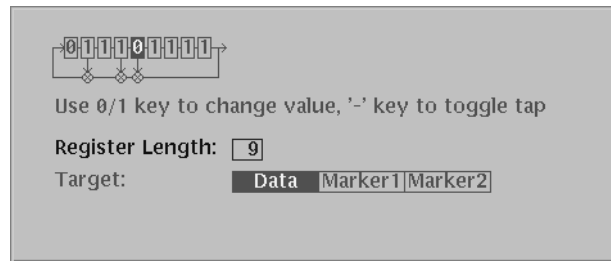 011101111
Use 0/1 key to change value, '-' key to toggle tap
Register Length: 9
Target: Data Marker1 Marker2